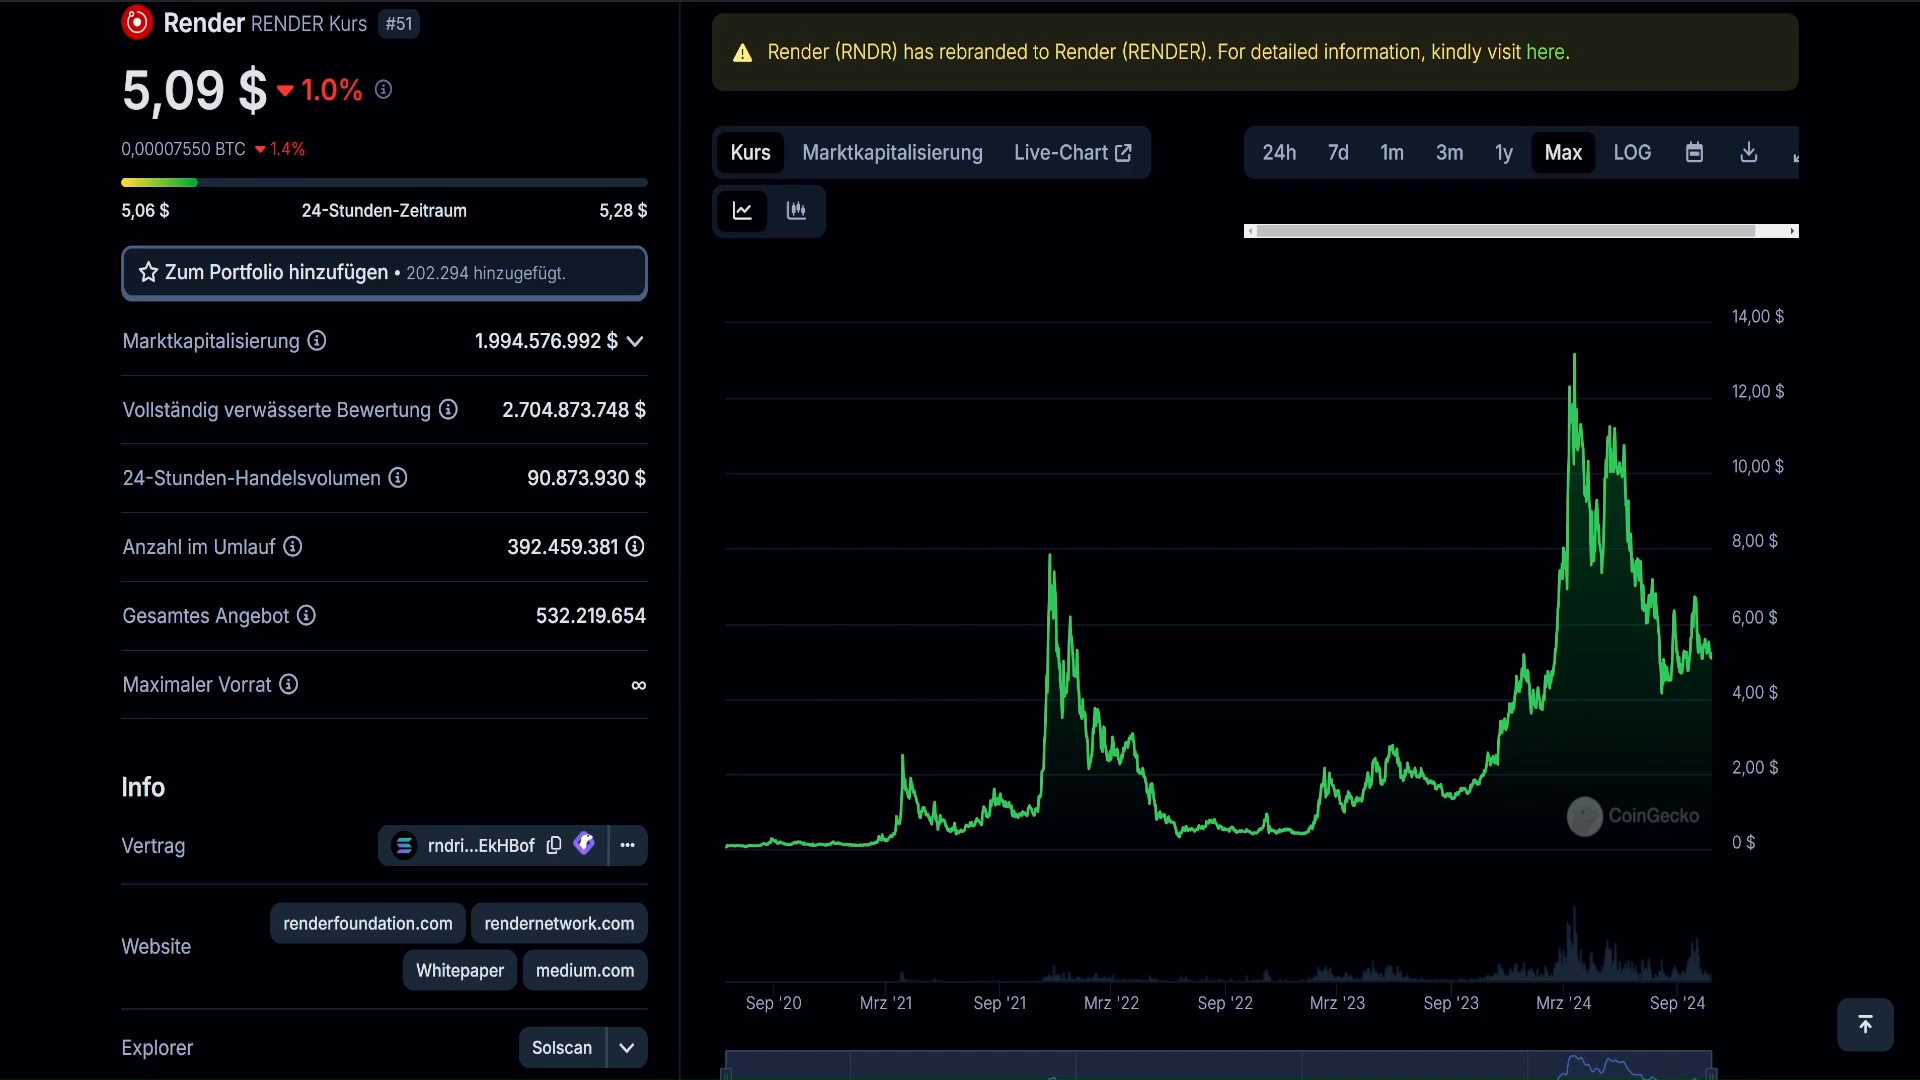 Render RENDER Kurs #51
5,09 $ 1.0%
0,00007550 BTC 1.4%
5,06 $ 24-Stunden-Zeitraum 5,28 $
Zum Portfolio hinzufügen • 202.294 hinzugefügt.
Marktkapitalisierung 1.994.576.992 $
Vollständig verwässerte Bewertung 2.704.873.748 $
24-Stunden-Handelsvolumen 90.873.930 $
Anzahl im Umlauf 392.459.381
Gesamtes Angebot 532.219.654
Maximaler Vorrat ∞
Info
Vertrag rndri...EkHBof
Website renderfoundation.com rendernetwork.com
Whitepaper medium.com
Explorer Solscan
Render (RNDR) has rebranded to Render (RENDER). For detailed information, kindly visit here.
Kurs Marktkapitalisierung Live-Chart
24h 7d 1m 3m 1y Max LOG
14,00 $
12,00 $
10,00 $
8,00 $
6,00 $
4,00 $
2,00 $
0 $
CoinGecko
Sep '20 Mrz '21 Sep '21 Mrz '22 Sep '22 Mrz '23 Sep '23 Mrz '24 Sep '24